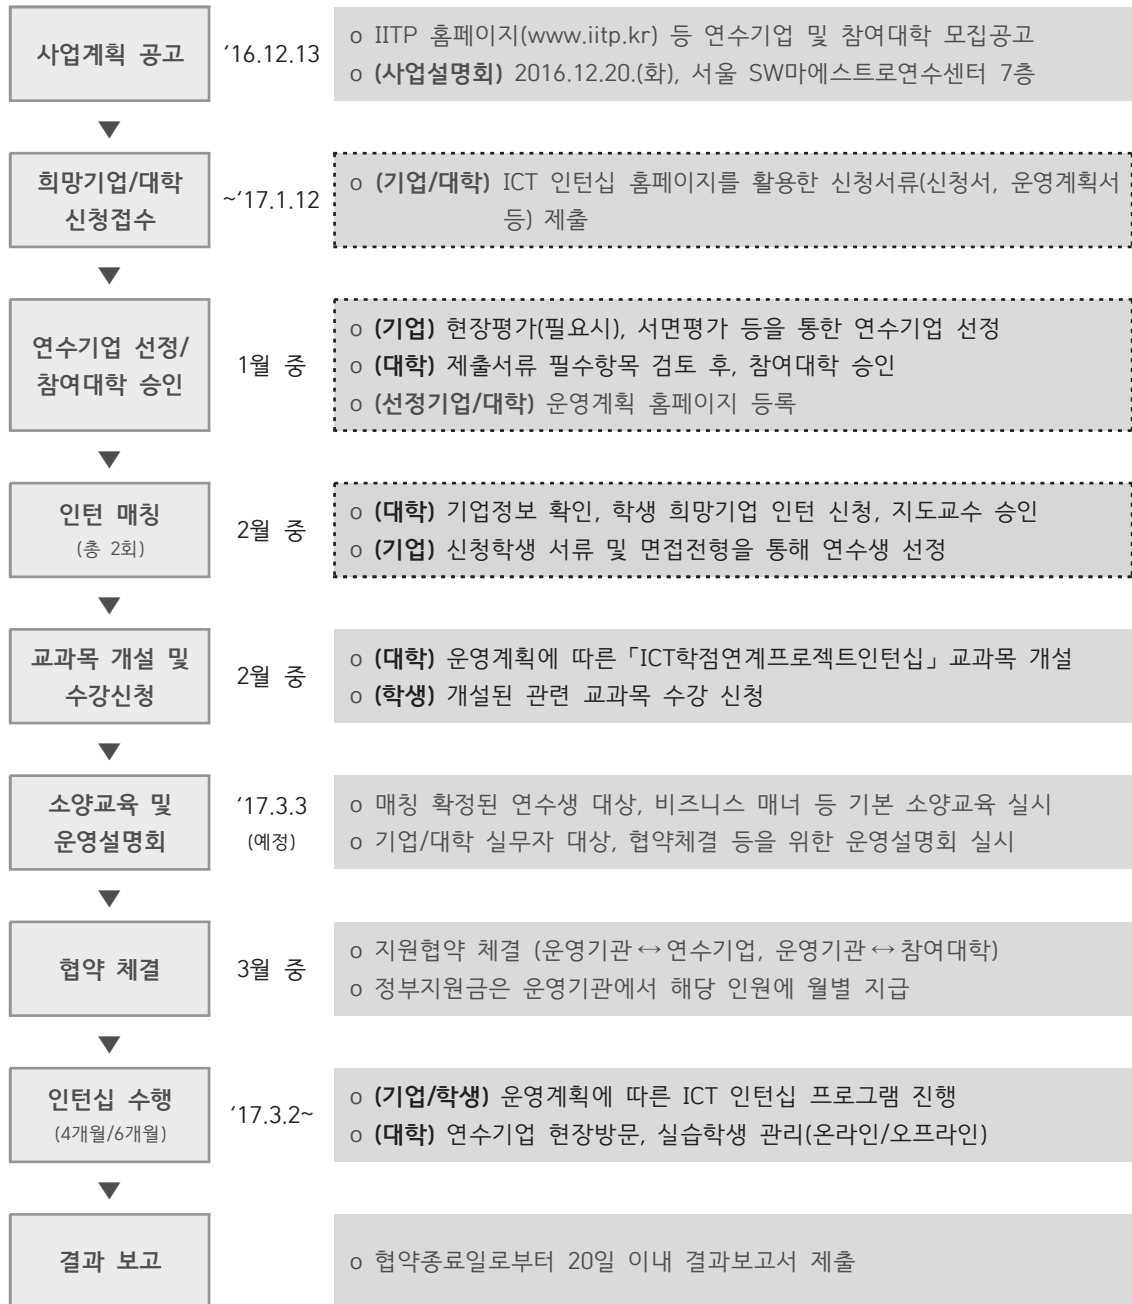 사업계획 공고
'16.12.13
o IITP 홈페이지(www.iitp.kr) 등 연수기업 및 참여대학 모집공고
o (사업설명회) 2016.12.20.(화), 서울 SW마에스트로연수센터 7층
▼
희망기업/대학
신청접수
~'17.1.12
o (기업/대학) ICT 인턴십 홈페이지를 활용한 신청서류(신청서, 운영계획서
등) 제출
▼
연수기업 선정/
참여대학 승인
1월 중
o (기업) 현장평가(필요시), 서면평가 등을 통한 연수기업 선정
o (대학) 제출서류 필수항목 검토 후, 참여대학 승인
o (선정기업/대학) 운영계획 홈페이지 등록
▼
인턴 매칭
(총 2회)
2월 중
o (대학) 기업정보 확인, 학생 희망기업 인턴 신청, 지도교수 승인
o (기업) 신청학생 서류 및 면접전형을 통해 연수생 선정
▼
교과목 개설 및
수강신청
2월 중
o (대학) 운영계획에 따른「ICT학점연계프로젝트인턴십」교과목 개설
o (학생) 개설된 관련 교과목 수강 신청
▼
소양교육 및
운영설명회
'17.3.3
(예정)
o 매칭 확정된 연수생 대상, 비즈니스 매너 등 기본 소양교육 실시
o 기업/대학 실무자 대상, 협약체결 등을 위한 운영설명회 실시
▼
협약 체결
3월 중
o 지원협약 체결 (운영기관↔연수기업, 운영기관↔참여대학)
o 정부지원금은 운영기관에서 해당 인원에 월별 지급
▼
인턴십 수행
(4개월/6개월)
'17.3.2~
o (기업/학생) 운영계획에 따른 ICT 인턴십 프로그램 진행
o (대학) 연수기업 현장방문, 실습학생 관리(온라인/오프라인)
▼
결과 보고
o 협약종료일로부터 20일 이내 결과보고서 제출